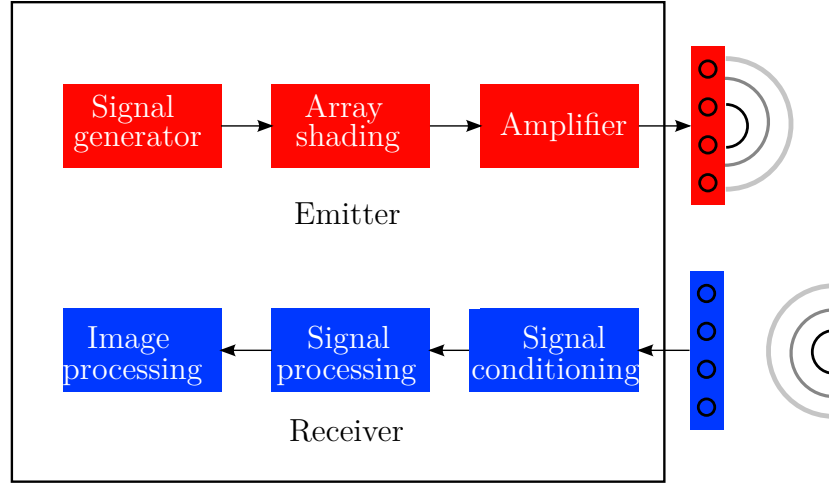 Signal
generator
Array
shading
Amplifier
Emitter
Image
processing
Signal
processing
Signal
conditioning
Receiver